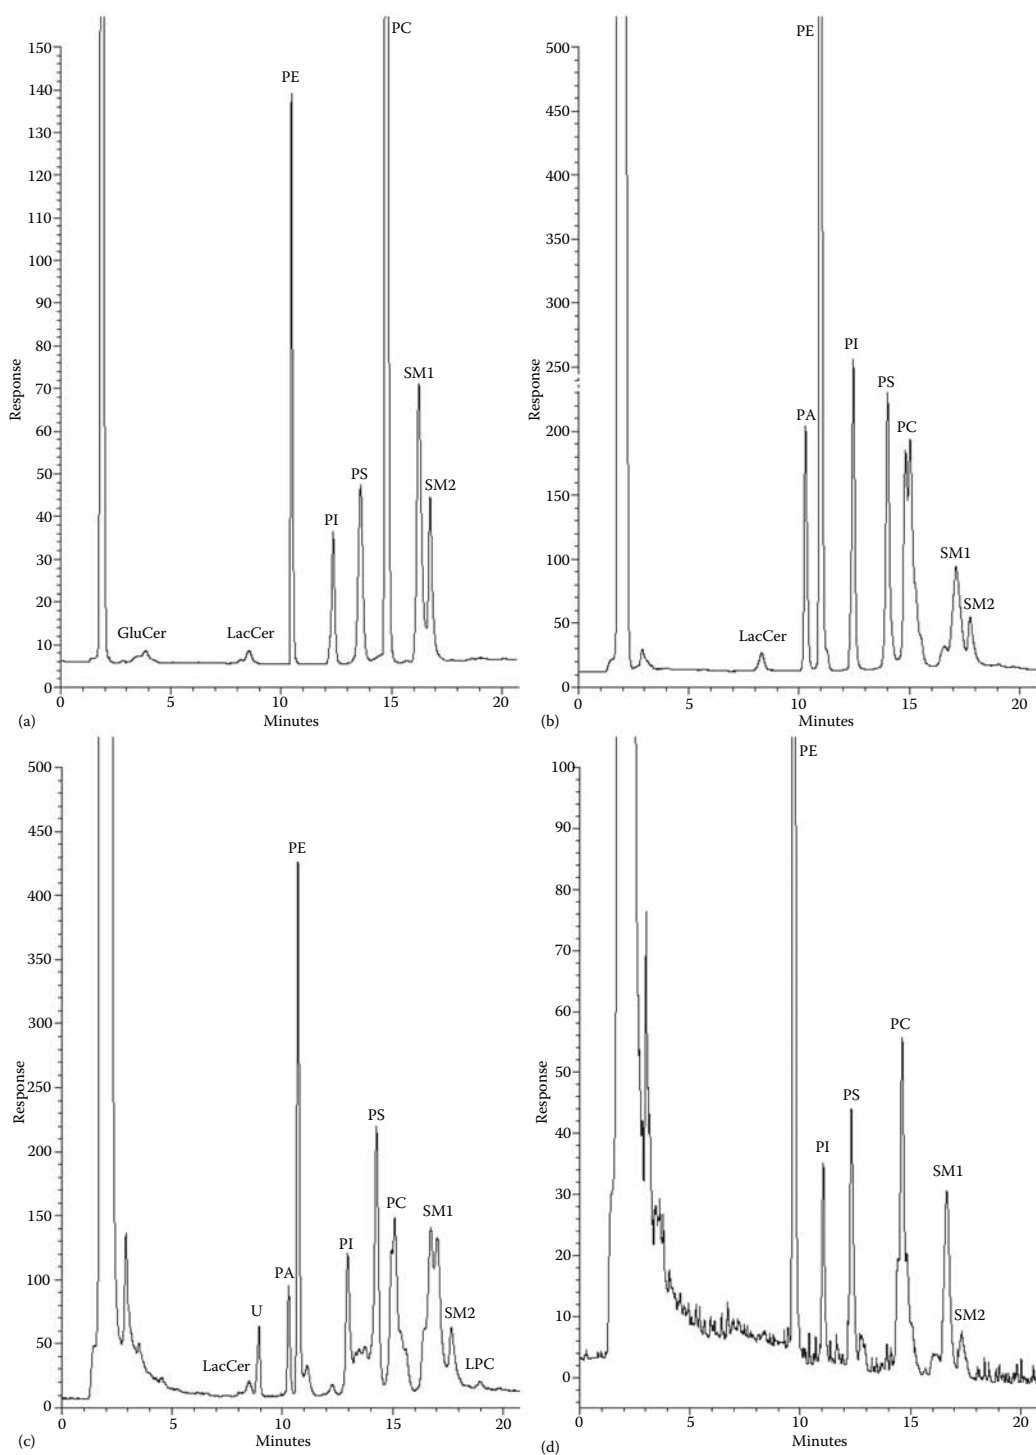 PC
PE
150
140
130
120
110
100
90
80
70
60
50
40
30
20
10
0
Response
SM1
PS
SM2
PI
GluCer
LacCer
0
5
10
15
20
(a)
Minutes
PE
500
450
400
350
300
250
200
150
100
50
0
Response
PI
PS
PA
PC
SM1
SM2
LacCer
0
5
10
15
20
(b)
Minutes
500
450
400
350
300
250
200
150
100
50
0
Response
PE
PS
PC
SM1
PI
PA
U
SM2
LacCer
LPC
0
5
10
15
20
(c)
Minutes
PE
100
90
80
70
60
50
40
30
20
10
0
Response
PC
PS
PI
SM1
SM2
5
10
15
20
(d)
Minutes